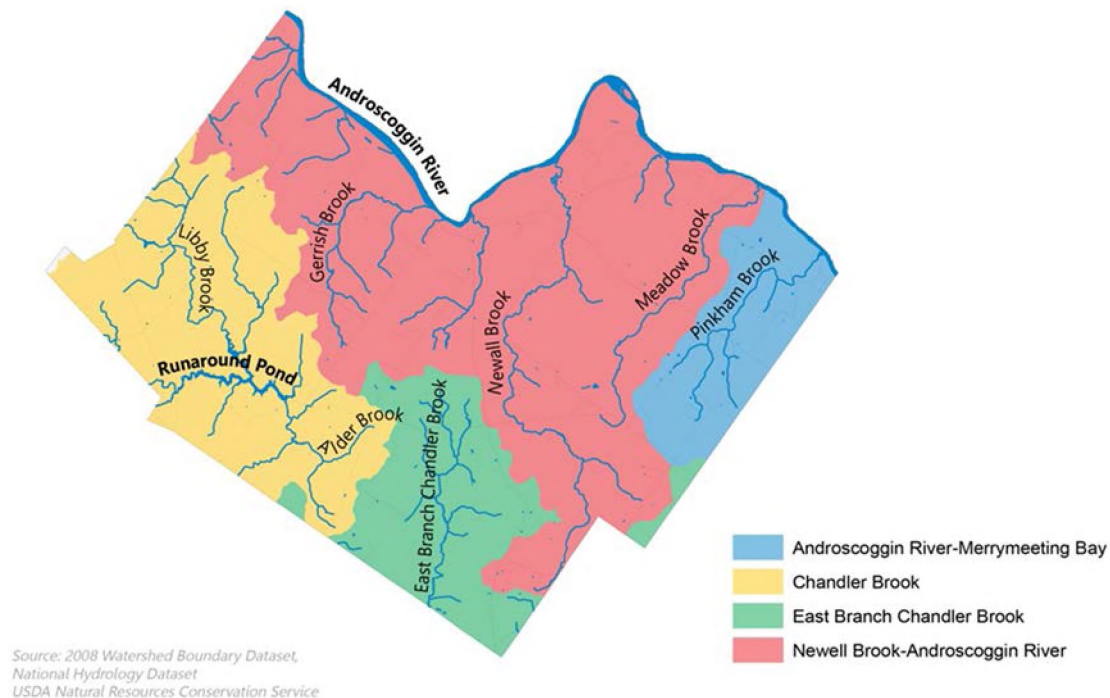 Androscoggin River
Gerrish Brook
Libby Brook
Meadow Brook
Pinkham Brook
Newall Brook
Runaround Pond
Alder Brook
East Branch Chandler Brook
Androscoggin River-Merrymeeting Bay
Chandler Brook
East Branch Chandler Brook
Newell Brook-Androscoggin River
Source: 2008 Watershed Boundary Dataset,
National Hydrology Dataset
USDA Natural Resources Conservation Service